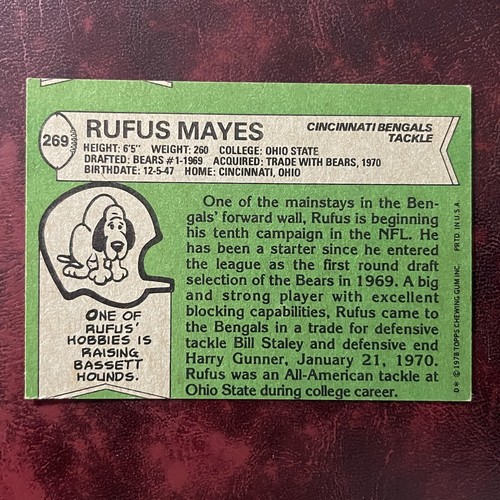 269
RUFUS MAYES
CINCINNATI BENGALS
TACKLE
HEIGHT: 6'5" WEIGHT: 260 COLLEGE: OHIO STATE
DRAFTED: BEARS #1-1969 ACQUIRED: TRADE WITH BEARS, 1970
BIRTHDATE: 12-5-47 HOME: CINCINNATI, OHIO
One of the mainstays in the Ben-
gals' forward wall, Rufus is beginning
his tenth campaign in the NFL. He
has been a starter since he entered
the league as the first round draft
selection of the Bears in 1969. A big
and strong player with excellent
blocking capabilities, Rufus came to
the Bengals in a trade for defensive
tackle Bill Staley and defensive end
Harry Gunner, January 21, 1970.
Rufus was an All-American tackle at
Ohio State during college career.
ONE OF
RUFUS'
HOBBIES IS
RAISING
BASSETT
HOUNDS.
D* © 1978 TOPPS CHEWING GUM INC. PRTD. IN U.S.A.